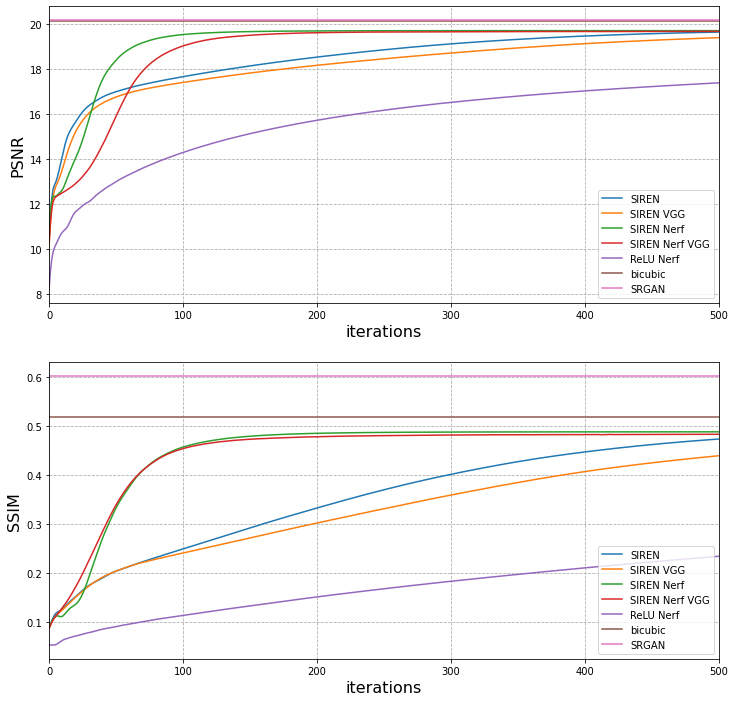 PSNR
20
18
16
14
12
10
8
SIREN
SIREN VGG
SIREN Nerf
SIREN Nerf VGG
ReLU Nerf
bicubic
SRGAN
0 100 200 300 400 500
iterations
SSIM
0.6
0.5
0.4
0.3
0.2
0.1
SIREN
SIREN VGG
SIREN Nerf
SIREN Nerf VGG
ReLU Nerf
bicubic
SRGAN
0 100 200 300 400 500
iterations